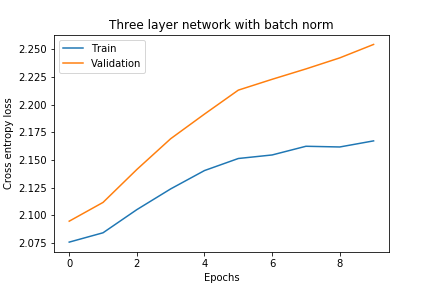 Three layer network with batch norm
Train
Validation
2.250
2.225
2.200
2.175
2.150
2.125
2.100
2.075
Cross entropy loss
0 2 4 6 8
Epochs